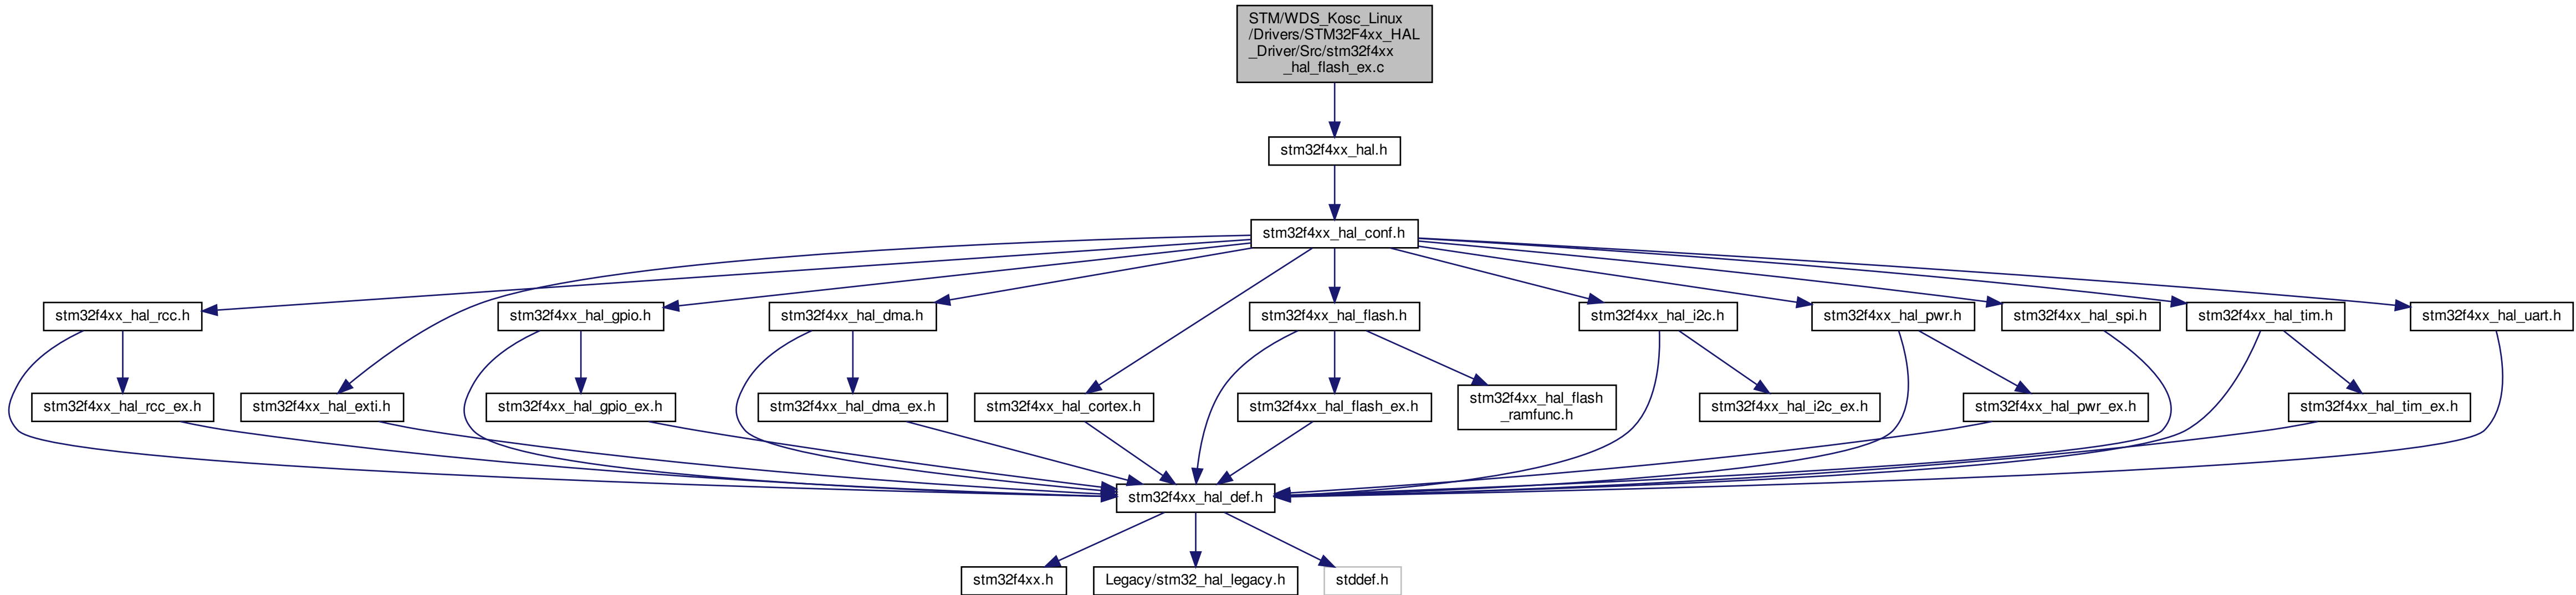 STM/WDS_Kosc_Linux
/Drivers/STM32F4xx_HAL
_Driver/Src/stm32f4xx
_hal_flash_ex.c
stm32f4xx_hal.h
stm32f4xx_hal_conf.h
stm32f4xx_hal_rcc.h
stm32f4xx_hal_gpio.h
stm32f4xx_hal_dma.h
stm32f4xx_hal_flash.h
stm32f4xx_hal_i2c.h
stm32f4xx_hal_pwr.h
stm32f4xx_hal_spi.h
stm32f4xx_hal_tim.h
stm32f4xx_hal_uart.h
stm32f4xx_hal_rcc_ex.h
stm32f4xx_hal_exti.h
stm32f4xx_hal_gpio_ex.h
stm32f4xx_hal_dma_ex.h
stm32f4xx_hal_cortex.h
stm32f4xx_hal_flash_ex.h
stm32f4xx_hal_flash
_ramfunc.h
stm32f4xx_hal_i2c_ex.h
stm32f4xx_hal_pwr_ex.h
stm32f4xx_hal_tim_ex.h
stm32f4xx_hal_def.h
stm32f4xx.h
Legacy/stm32_hal_legacy.h
stddef.h